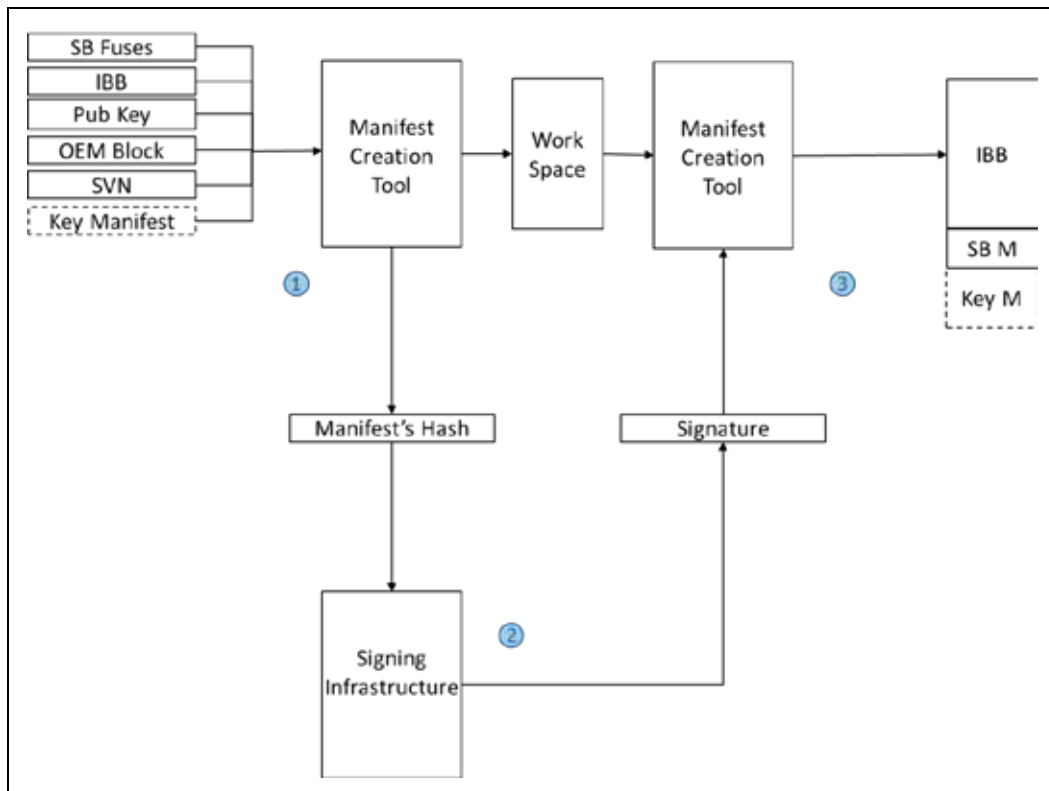 SB Fuses
IBB
Pub Key
OEM Block
SVN
Key Manifest
Manifest
Creation
Tool
Work
Space
Manifest
Creation
Tool
IBB
SB M
Key M
1
3
Manifest's Hash
Signature
2
Signing
Infrastructure